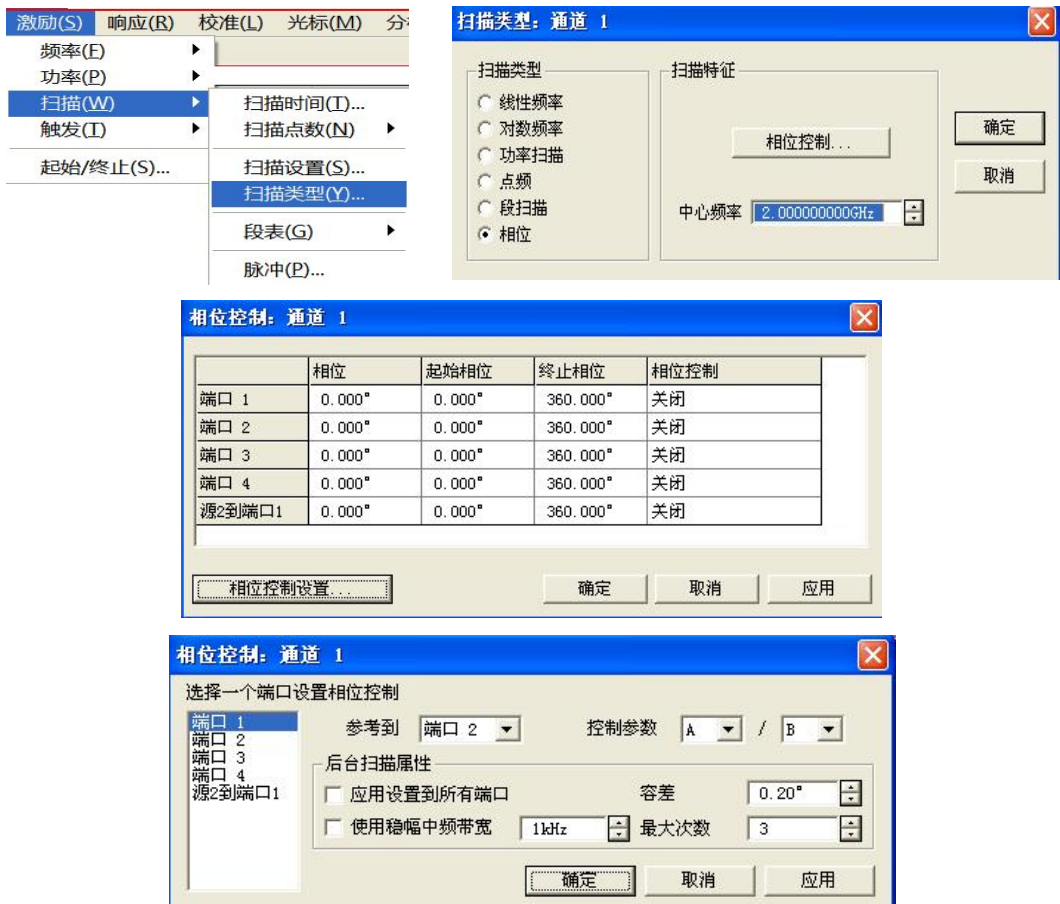 激励(S) 响应(R) 校准(L) 光标(M)
频率(F)
功率(P)
扫描(W)
触发(T)
起始/终止(S)...
扫描时间(T)...
扫描点数(N)
扫描设置(S)...
扫描类型(Y)...
段表(G)
脉冲(P)...
扫描类型: 通道 1
扫描类型
线性频率
对数频率
功率扫描
点频
段扫描
相位
扫描特征
相位控制...
中心频率 2.000000000GHz
确定
取消
相位控制: 通道 1
相位 起始相位 终止相位 相位控制
端口 1 0.000° 0.000° 360.000° 关闭
端口 2 0.000° 0.000° 360.000° 关闭
端口 3 0.000° 0.000° 360.000° 关闭
端口 4 0.000° 0.000° 360.000° 关闭
源2到端口1 0.000° 0.000° 360.000° 关闭
相位控制设置... 确定 取消 应用
相位控制: 通道 1
选择一个端口设置相位控制
端口 1
端口 2
端口 3
端口 4
源2到端口1
参考到 端口 2 控制参数 A / B
后台扫描属性
应用设置到所有端口 容差 0.20°
使用稳幅中频带宽 1kHz 最大次数 3
确定 取消 应用